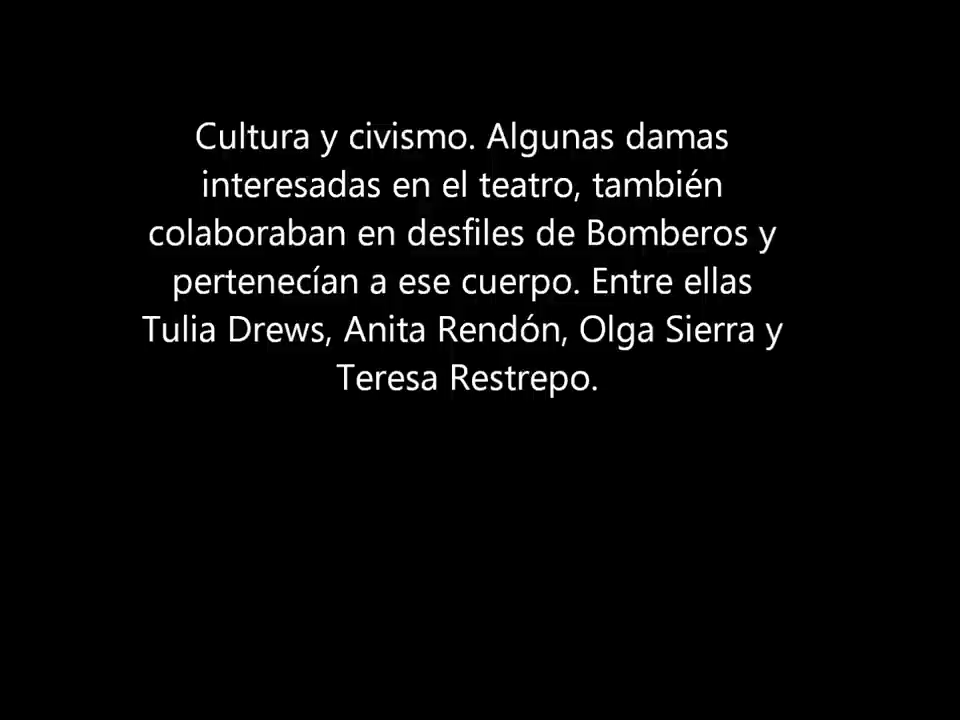 Cultura y civismo. Algunas damas
interesadas en el teatro, también
colaboraban en desfiles de Bomberos y
pertenecían a ese cuerpo. Entre ellas
Tulia Drews, Anita Rendón, Olga Sierra y
Teresa Restrepo.